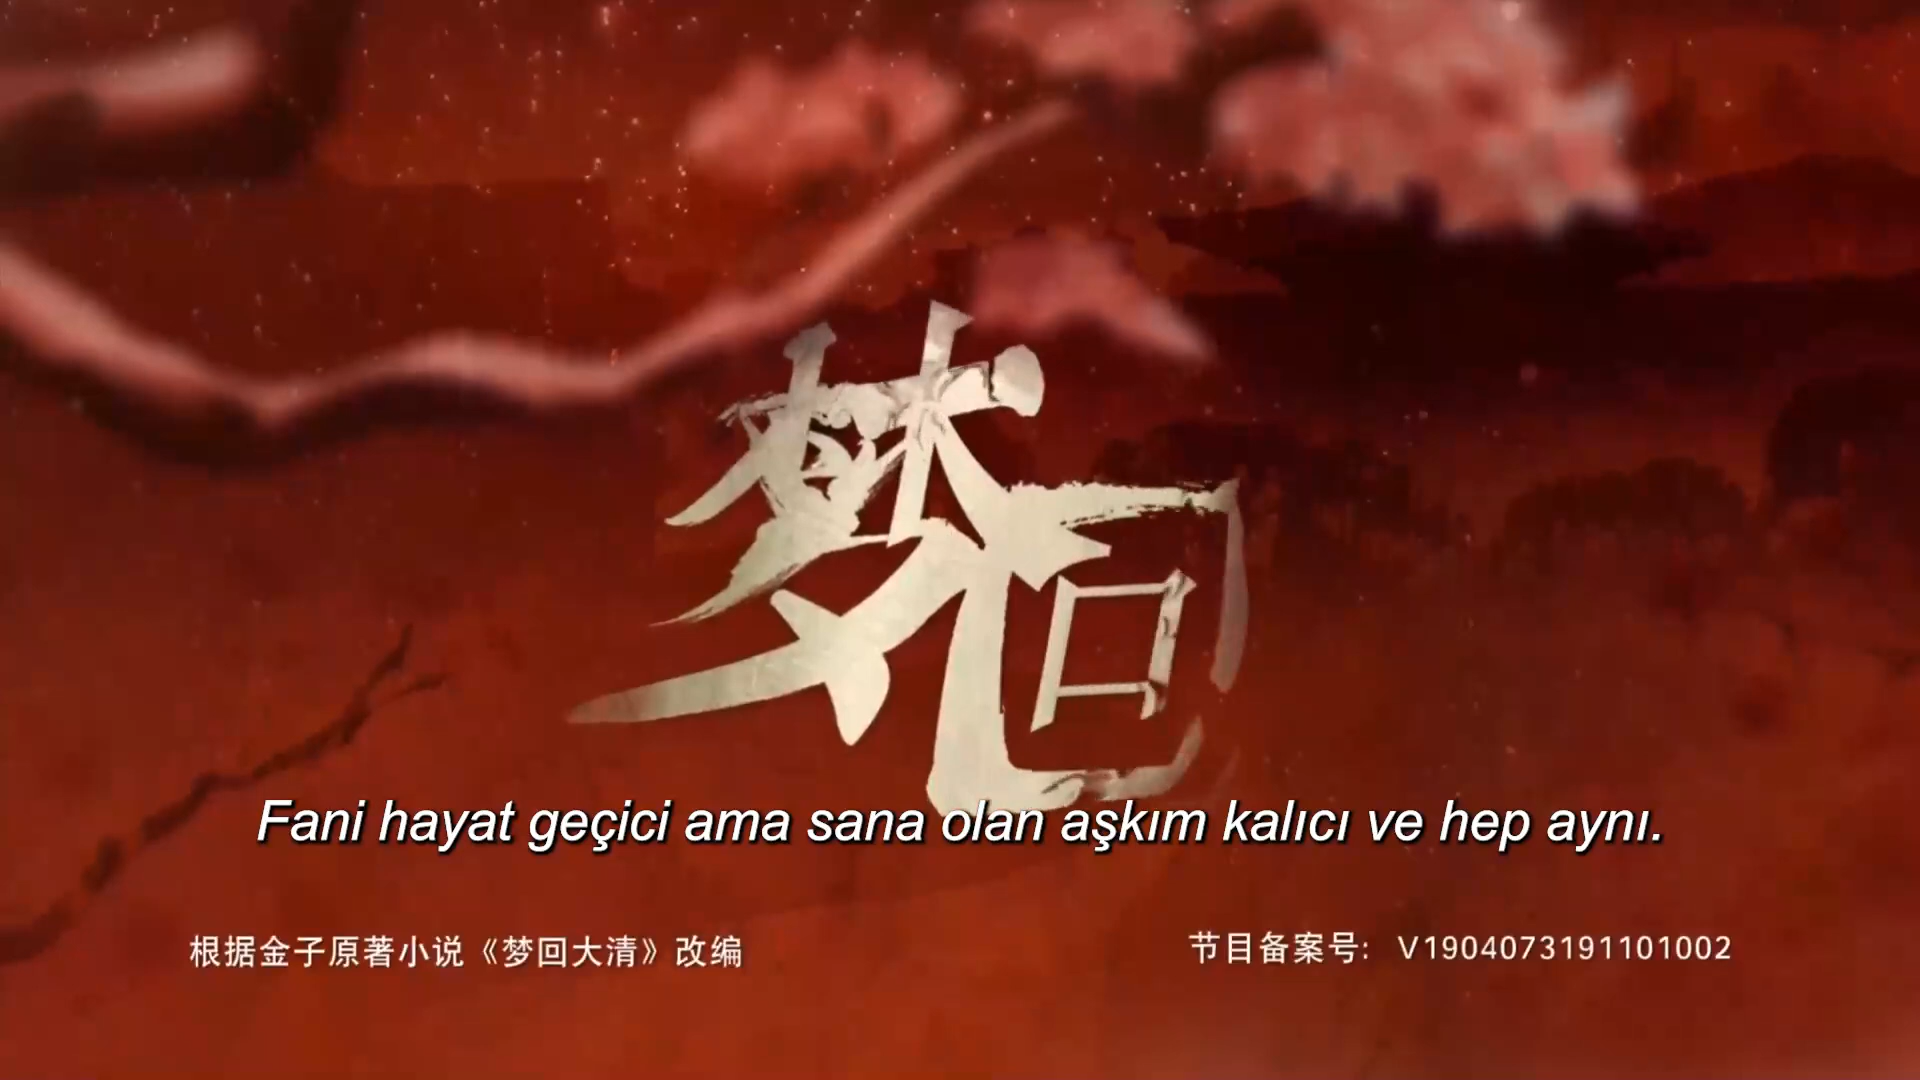 梦回
Fani hayat geçici ama sana olan aşkım kalıcı ve hep aynı.
根据金子原著小说《梦回大清》改编
节目备案号: V1904073191101002